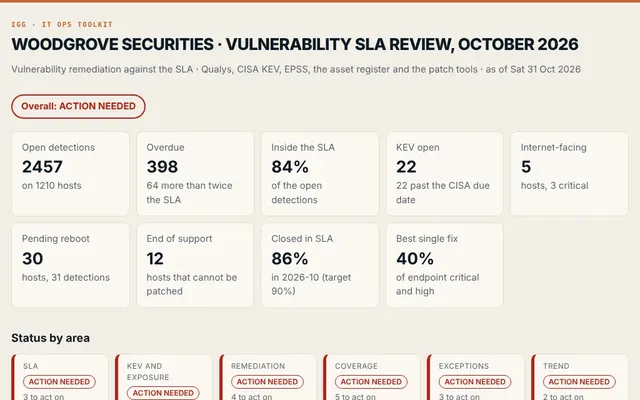 IGG · IT OPS TOOLKIT
WOODGROVE SECURITIES · VULNERABILITY SLA REVIEW, OCTOBER 2026
Vulnerability remediation against the SLA · Qualys, CISA KEV, EPSS, the asset register and the patch tools · as of Sat 31 Oct 2026
Overall: ACTION NEEDED
Open detections
2457
on 1210 hosts
Overdue
398
64 more than twice
the SLA
Inside the SLA
84%
of the open
detections
KEV open
22
22 past the CISA due
date
Internet-facing
5
hosts, 3 critical
Pending reboot
30
hosts, 31 detections
End of support
12
hosts that cannot be
patched
Closed in SLA
86%
in 2026-10 (target
90%)
Best single fix
40%
of endpoint critical
and high
Status by area
SLA
ACTION NEEDED
3 to act on
KEV AND
EXPOSURE
ACTION NEEDED
REMEDIATION
ACTION NEEDED
4 to act on
COVERAGE
ACTION NEEDED
5 to act on
EXCEPTIONS
ACTION NEEDED
3 to act on
TREND
ACTION NEEDED
2 to act on